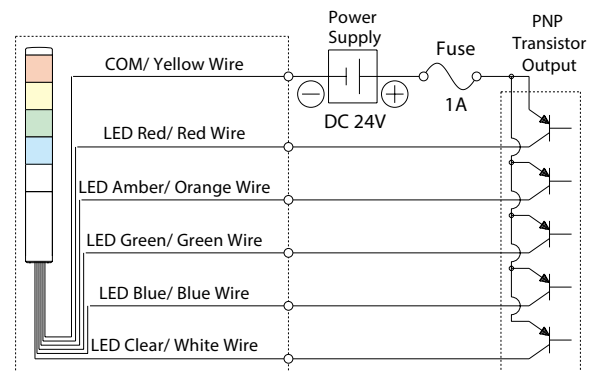 Power
Supply
Fuse
PNP
Transistor
Output
COM/ Yellow Wire
DC 24V
1A
LED Red/ Red Wire
LED Amber/ Orange Wire
LED Green/ Green Wire
LED Blue/ Blue Wire
LED Clear/ White Wire